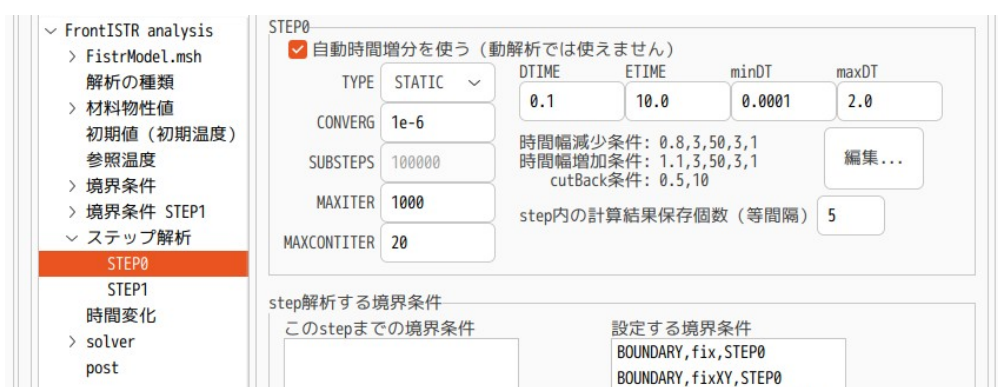 FrontISTR analysis
FistrModel.msh
解析の種類
材料物性値
初期値（初期温度）
参照温度
境界条件
境界条件 STEP1
ステップ解析
STEP0
STEP1
時間変化
solver
post
STEP0
自動時間増分を使う（動解析では使えません）
TYPE STATIC
CONVERG 1e-6
SUBSTEPS 100000
MAXITER 1000
MAXCONTITER 20
DTIME ETIME minDT maxDT
0.1 10.0 0.0001 2.0
時間幅減少条件: 0.8,3,50,3,1
時間幅増加条件: 1.1,3,50,3,1
cutBack条件: 0.5,10
編集...
step内の計算結果保存個数（等間隔） 5
step解析する境界条件
このstepまでの境界条件
設定する境界条件
BOUNDARY,fix,STEP0
BOUNDARY,fixXY,STEP0